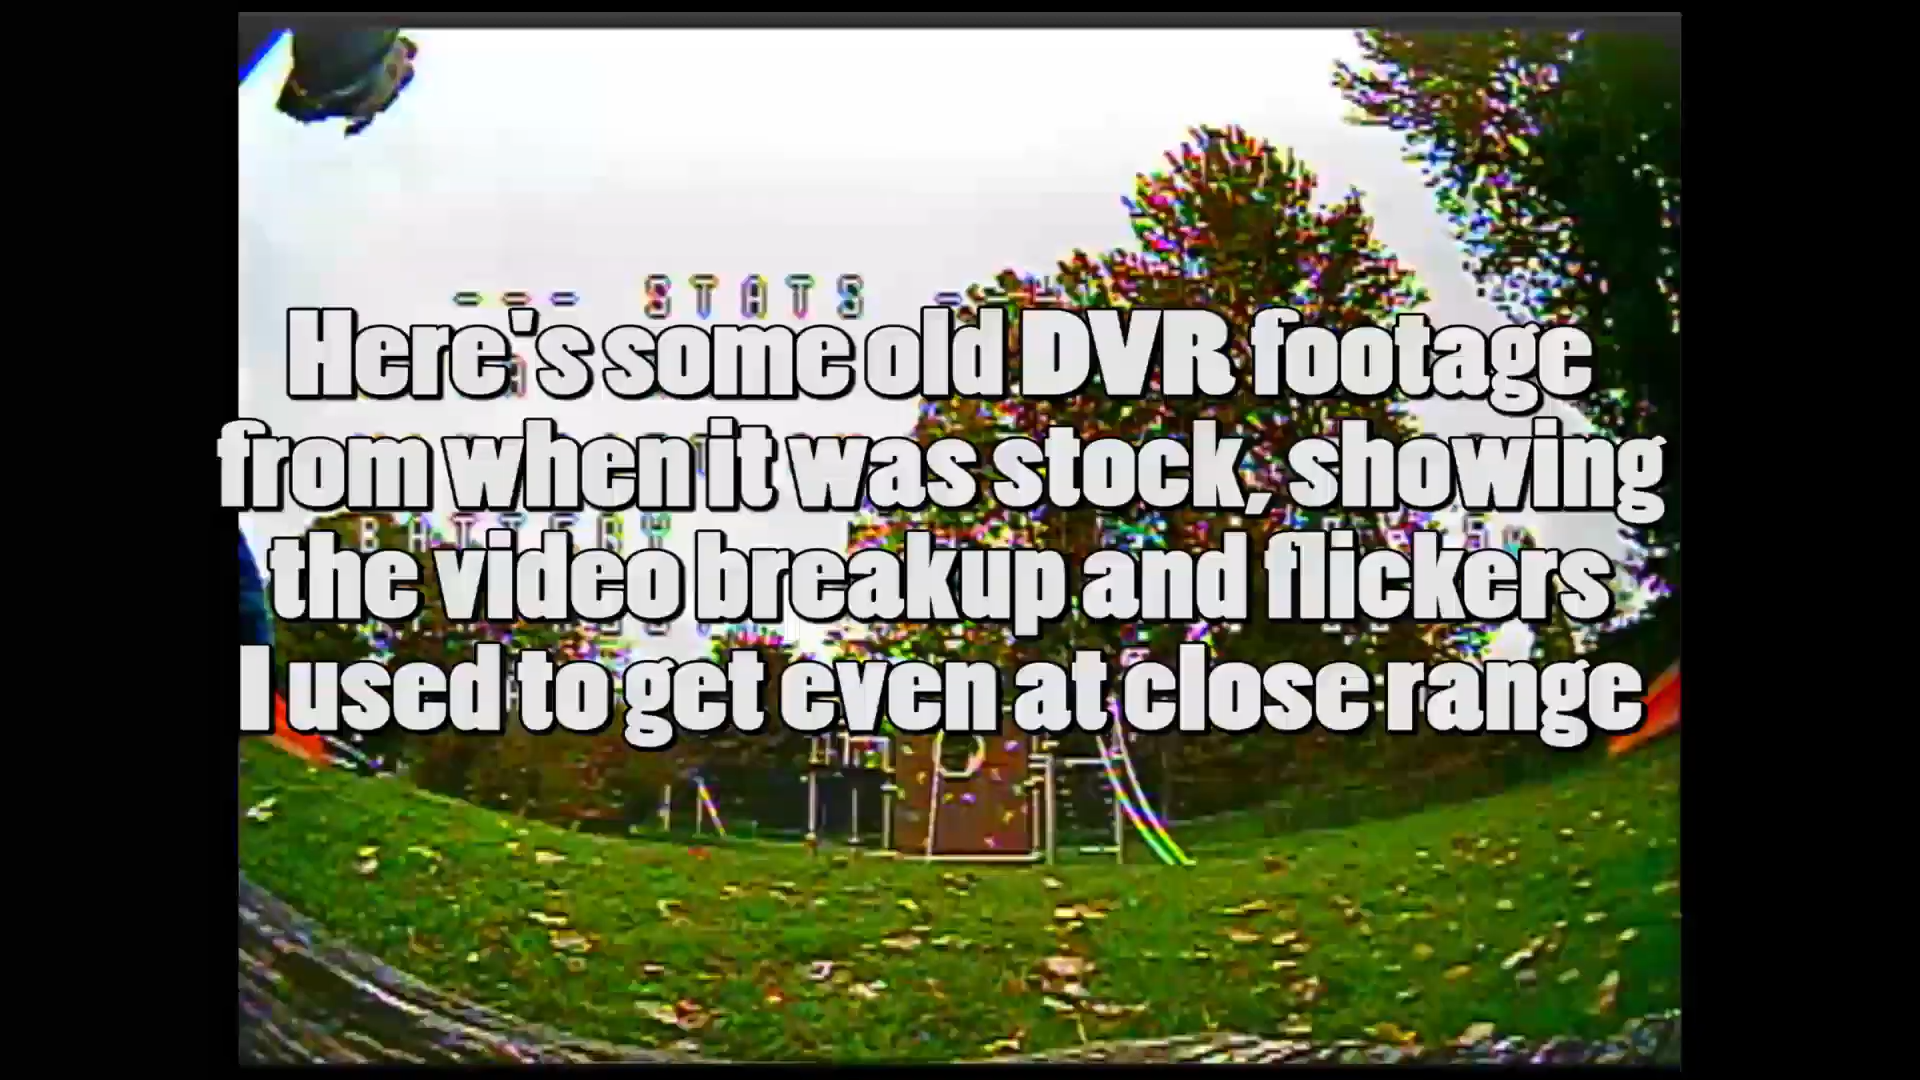 --- STATS ---
Here's some old DVR footage
from when it was stock, showing
BATTERY
the video breakup and flickers
I used to get even at close range